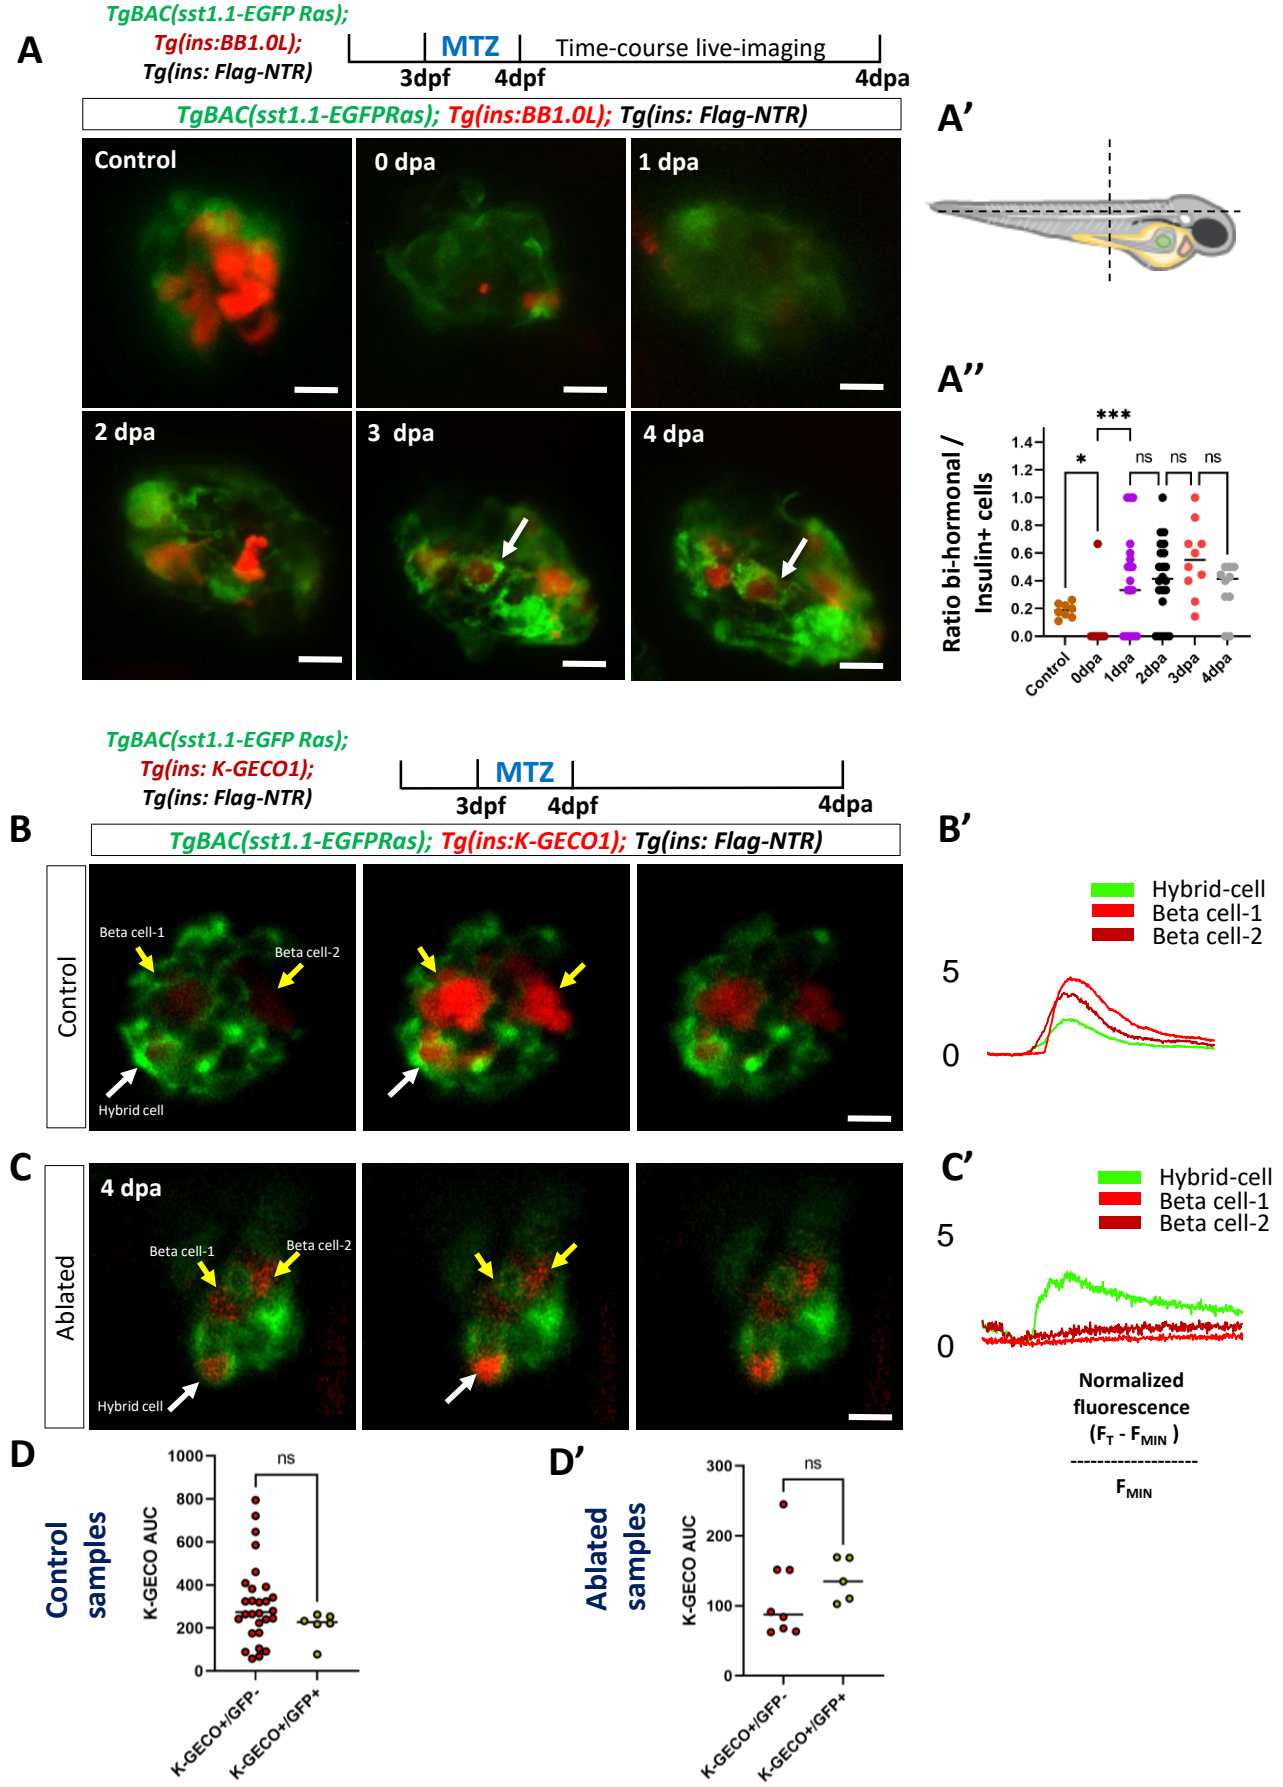 TgBAC(sst1.1-EGFP Ras);
A
Tg(ins:BB1.0L);
Tg(ins: Flag-NTR)
MTZ
Time-course live-imaging
3dpf
4dpf
4dpa
TgBAC(sst1.1-EGFPRas); Tg(ins:BB1.0L); Tg(ins: Flag-NTR)
Control
0 dpa
1 dpa
2 dpa
3 dpa
4 dpa
A'
A''
Ratio bi-hormonal /
Insulin+ cells
1.4
1.2
1.0
0.8
0.6
0.4
0.2
0.0
*
***
ns
ns
ns
Control
0dpa
1dpa
2dpa
3dpa
4dpa
TgBAC(sst1.1-EGFP Ras);
Tg(ins: K-GECO1);
Tg(ins: Flag-NTR)
MTZ
3dpf
4dpf
4dpa
B
TgBAC(sst1.1-EGFPRas); Tg(ins:K-GECO1); Tg(ins: Flag-NTR)
Control
Beta cell-1
Beta cell-2
Hybrid cell
B'
Hybrid-cell
Beta cell-1
Beta cell-2
5
0
C
Ablated
4 dpa
Beta cell-1
Beta cell-2
Hybrid cell
C'
Hybrid-cell
Beta cell-1
Beta cell-2
5
0
Normalized
fluorescence
(FT - FMIN )
-------------------
FMIN
D
Control
samples
K-GECO AUC
1000
800
600
400
200
0
ns
K-GECO+/GFP-
K-GECO+/GFP+
D'
Ablated
samples
K-GECO AUC
300
200
100
0
ns
K-GECO+/GFP-
K-GECO+/GFP+